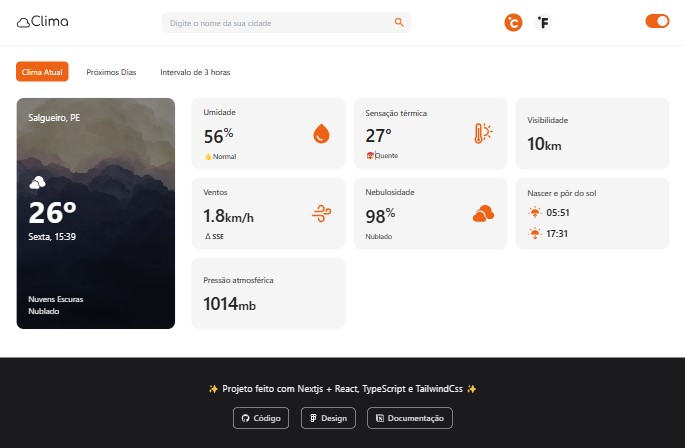 Clima
Digite o nome da sua cidade
°C
°F
Clima Atual
Próximos Dias
Intervalo de 3 horas
Salgueiro, PE
26º
Sexta, 15:39
Nuvens Escuras
Nublado
Umidade
56%
👍 Normal
Sensação térmica
27°
🥵Quente
Visibilidade
10km
Ventos
1.8km/h
SSE
Nebulosidade
98%
Nublado
Nascer e pôr do sol
05:51
17:31
Pressão atmosférica
1014mb
✨ Projeto feito com Nextjs + React, TypeScript e TailwindCss ✨
Código
Design
Documentação